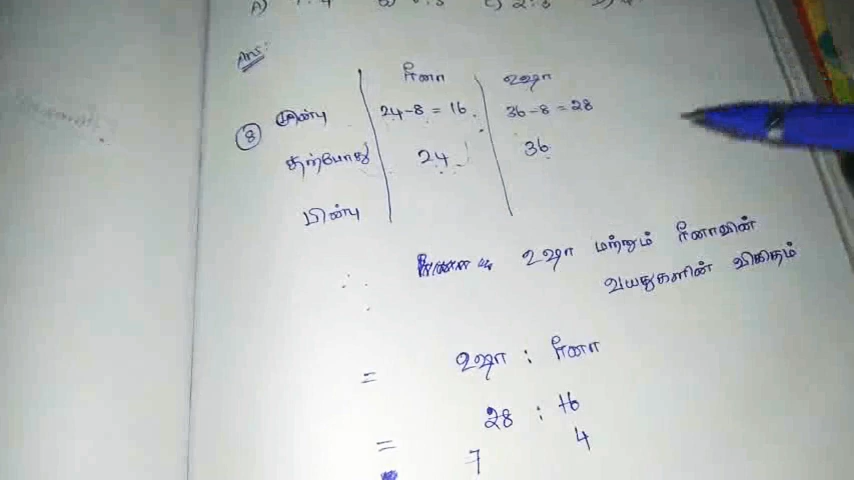 Ans:
ரீனா உஷா
⑧ முன்பு 24-8 = 16 36-8 = 28
தற்போது 24 36
பின்பு
∴ உஷா மற்றும் ரீனாவின்
வயதுகளின் விகிதம்
= உஷா : ரீனா
= 28 : 16
7 4